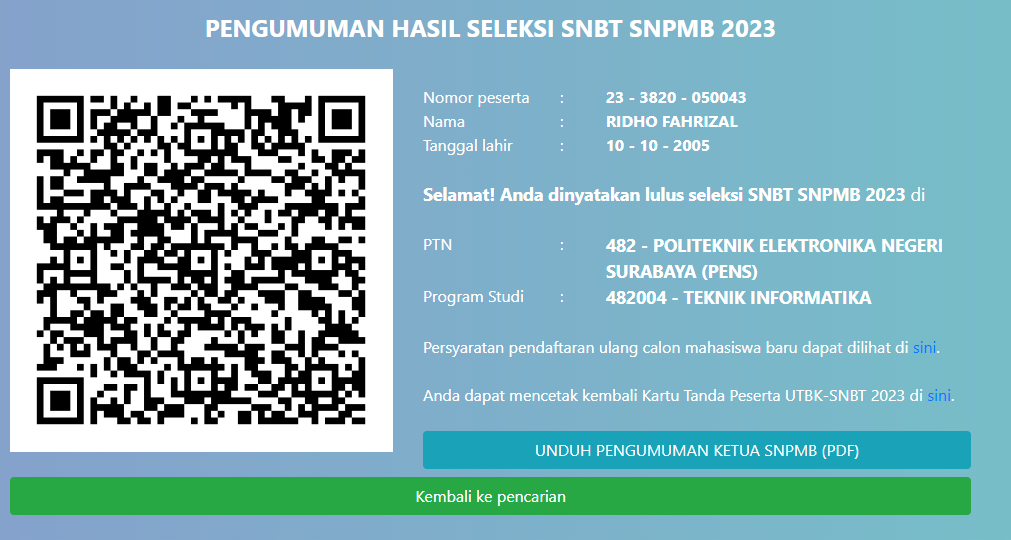 PENGUMUMAN HASIL SELEKSI SNBT SNPMB 2023
Nomor peserta : 23 - 3820 - 050043
Nama : RIDHO FAHRIZAL
Tanggal lahir : 10 - 10 - 2005
Selamat! Anda dinyatakan lulus seleksi SNBT SNPMB 2023 di
PTN : 482 - POLITEKNIK ELEKTRONIKA NEGERI
SURABAYA (PENS)
Program Studi : 482004 - TEKNIK INFORMATIKA
Persyaratan pendaftaran ulang calon mahasiswa baru dapat dilihat di sini.
Anda dapat mencetak kembali Kartu Tanda Peserta UTBK-SNBT 2023 di sini.
UNDUH PENGUMUMAN KETUA SNPMB (PDF)
Kembali ke pencarian